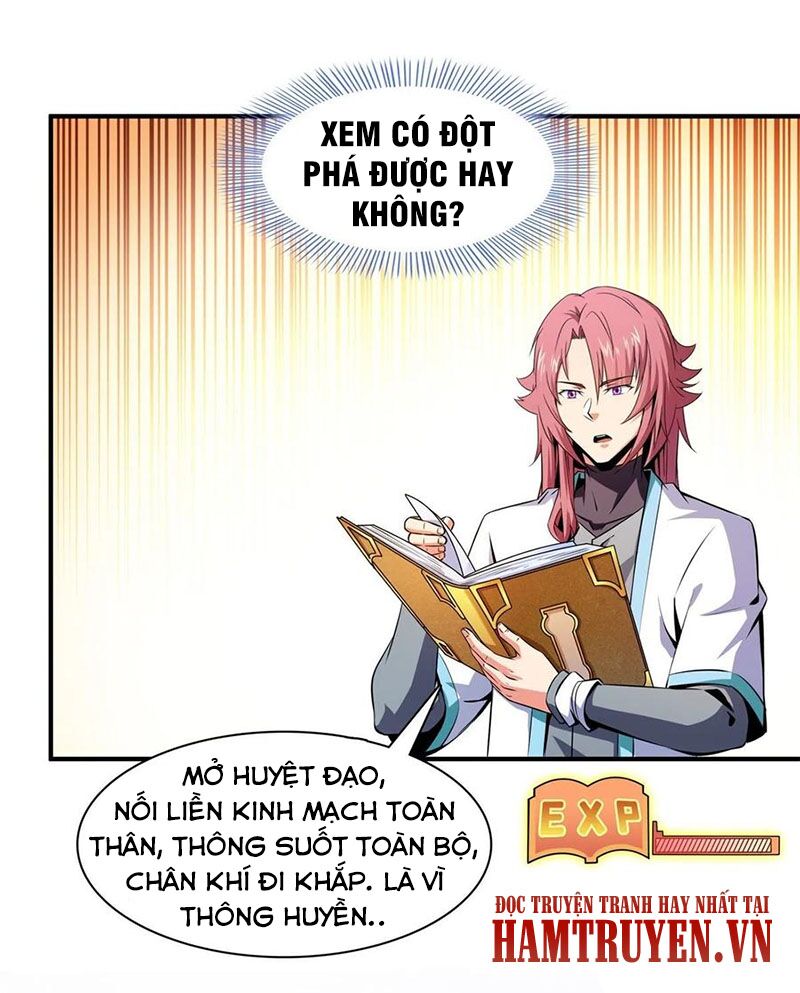 XEM CÓ ĐỘT
PHÁ ĐƯỢC HAY
KHÔNG?
MỞ HUYỆT ĐẠO,
NỐI LIỀN KINH MẠCH TOÀN
THÂN, THÔNG SUỐT TOÀN BỘ,
CHÂN KHÍ ĐI KHẮP. LÀ VÌ
THÔNG HUYỀN..
EXP
ĐỌC TRUYỆN TRANH HAY NHẤT TẠI
HAMTRUYEN.VN